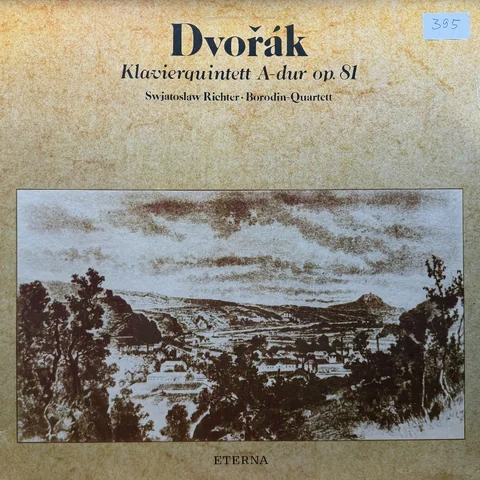 395
Dvořák
Klavierquintett A-dur op. 81
Swjatoslaw Richter · Borodin-Quartett
ETERNA